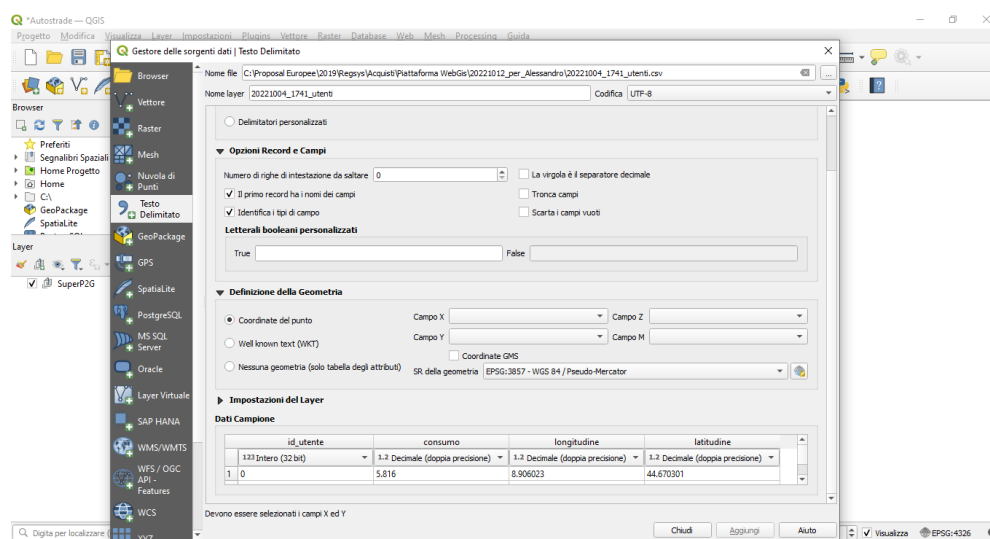 *Autostrade — QGIS
Progetto Modifica Visualizza Layer Impostazioni Plugins Vettore Raster Database Web Mesh Processing Guida
Gestore delle sorgenti dati | Testo Delimitato
Browser
Preferiti
Segnalibri Spaziali
Home Progetto
Home
C:\
GeoPackage
SpatiaLite
Layer
SuperP2G
Digita per localizzare (
Browser
Vettore
Raster
Mesh
Nuvola di
Punti
Testo
Delimitato
GeoPackage
GPS
SpatiaLite
PostgreSQL
MS SQL
Server
Oracle
Layer Virtuale
SAP HANA
WMS/WMTS
WFS / OGC
API -
Features
WCS
XYZ
Nome file C:\Proposal Europee\2019\Regsys\Acquisti\Piattaforma WebGis\20221012_per_Alessandro\20221004_1741_utenti.csv ...
Nome layer 20221004_1741_utenti Codifica UTF-8
Delimitatori personalizzati
Opzioni Record e Campi
Numero di righe di intestazione da saltare 0 La virgola è il separatore decimale
Il primo record ha i nomi dei campi Tronca campi
Identifica i tipi di campo Scarta i campi vuoti
Letterali booleani personalizzati
True False
Definizione della Geometria
Coordinate del punto Campo X Campo Z
Well known text (WKT) Campo Y Campo M
Coordinate GMS
Nessuna geometria (solo tabella degli attributi) SR della geometria EPSG:3857 - WGS 84 / Pseudo-Mercator
Impostazioni del Layer
Dati Campione
id_utente consumo longitudine latitudine
123 Intero (32 bit) 1.2 Decimale (doppia precisione) 1.2 Decimale (doppia precisione) 1.2 Decimale (doppia precisione)
1 0 5.816 8.906023 44.670301
Devono essere selezionati i campi X ed Y
Chiudi Aggiungi Aiuto
Visualizza EPSG:4326